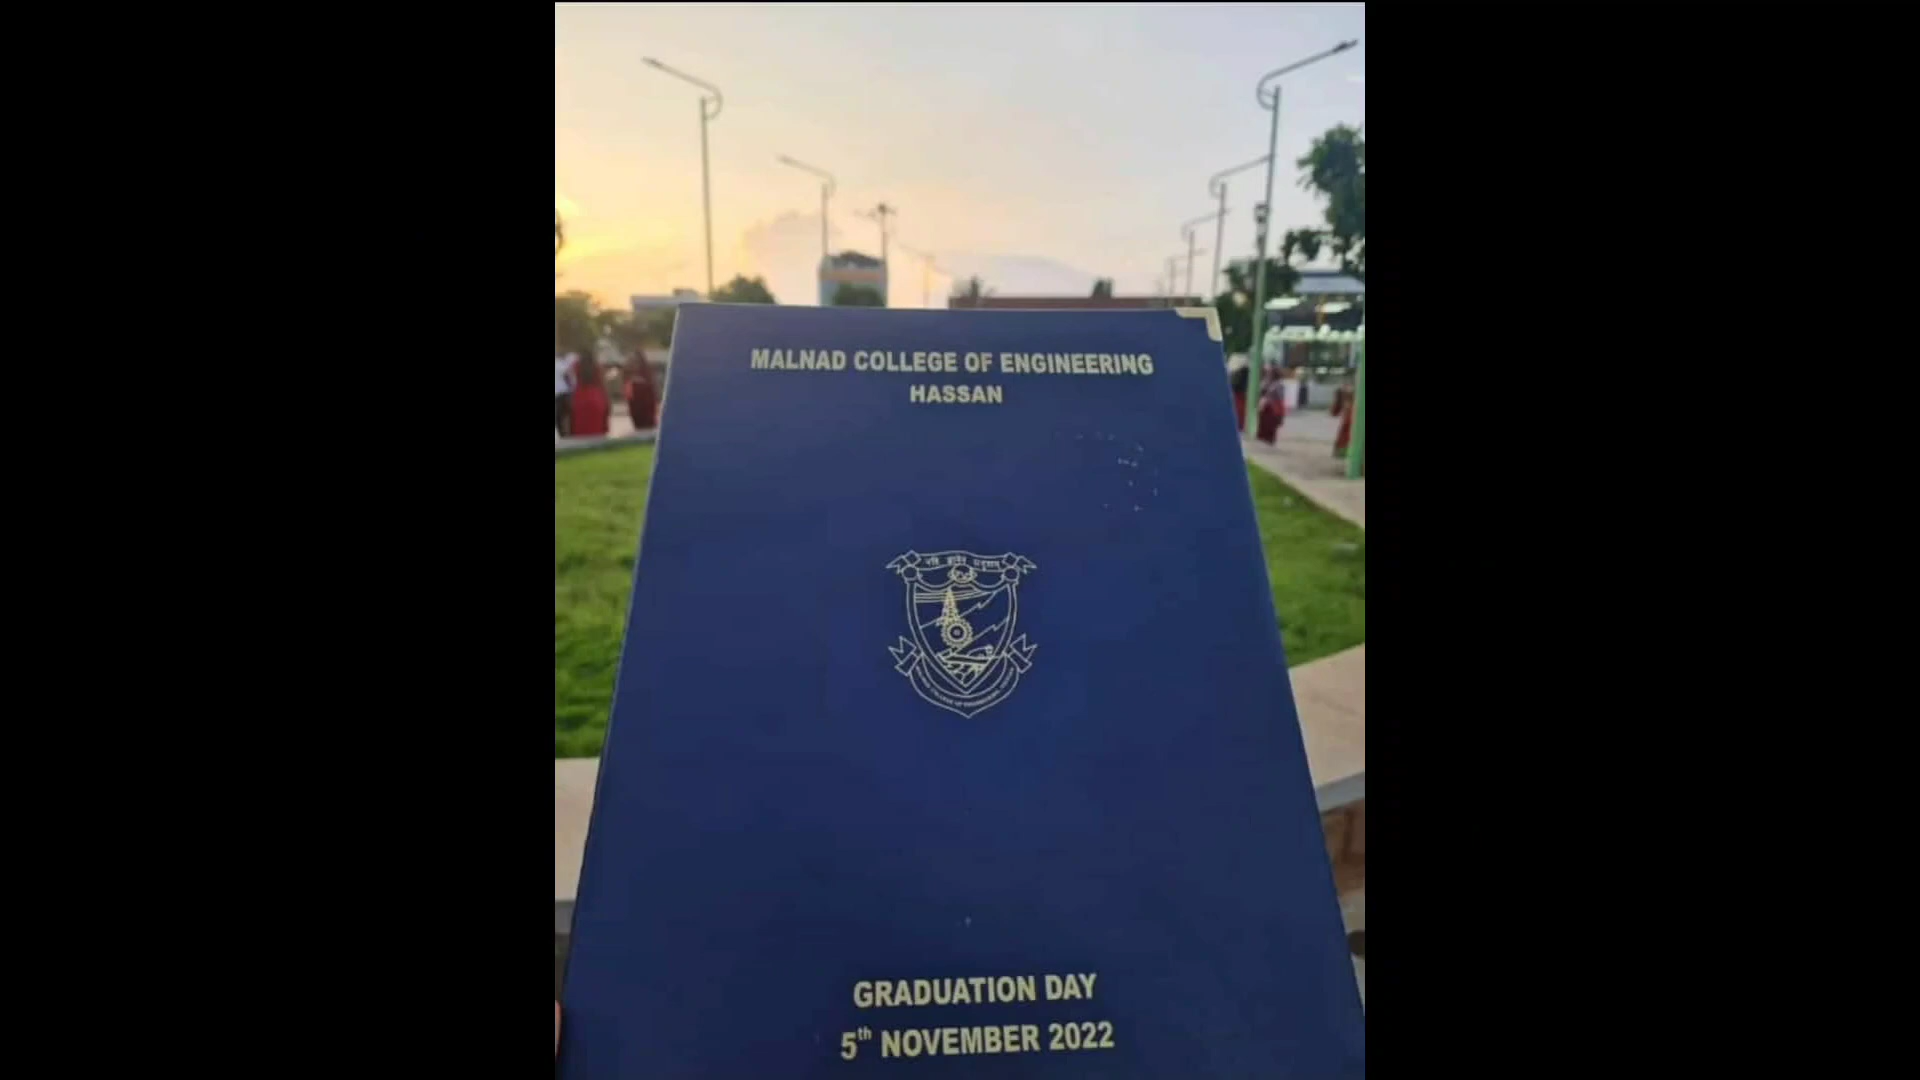 MALNAD COLLEGE OF ENGINEERING
HASSAN
GRADUATION DAY
5th NOVEMBER 2022